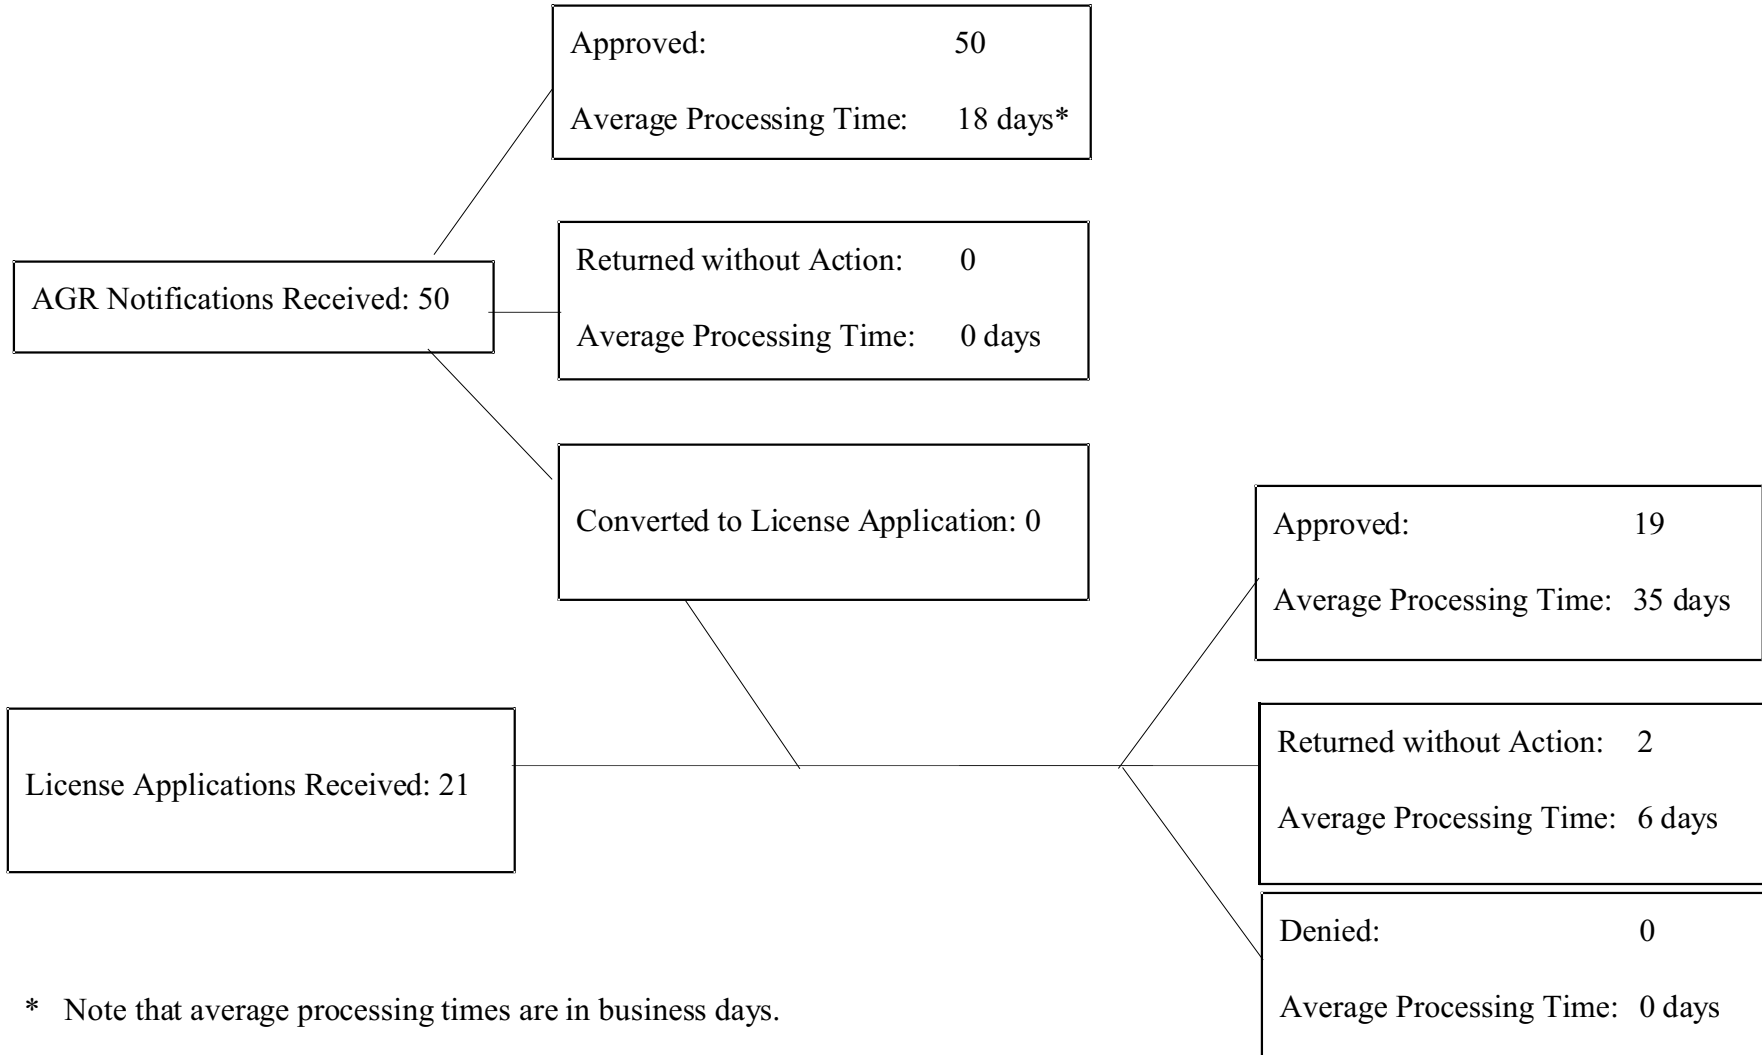 Approved: 50
Average Processing Time: 18 days*
Returned without Action: 0
Average Processing Time: 0 days
AGR Notifications Received: 50
Converted to License Application: 0
Approved: 19
Average Processing Time: 35 days
License Applications Received: 21
Returned without Action: 2
Average Processing Time: 6 days
Denied: 0
Average Processing Time: 0 days
* Note that average processing times are in business days.